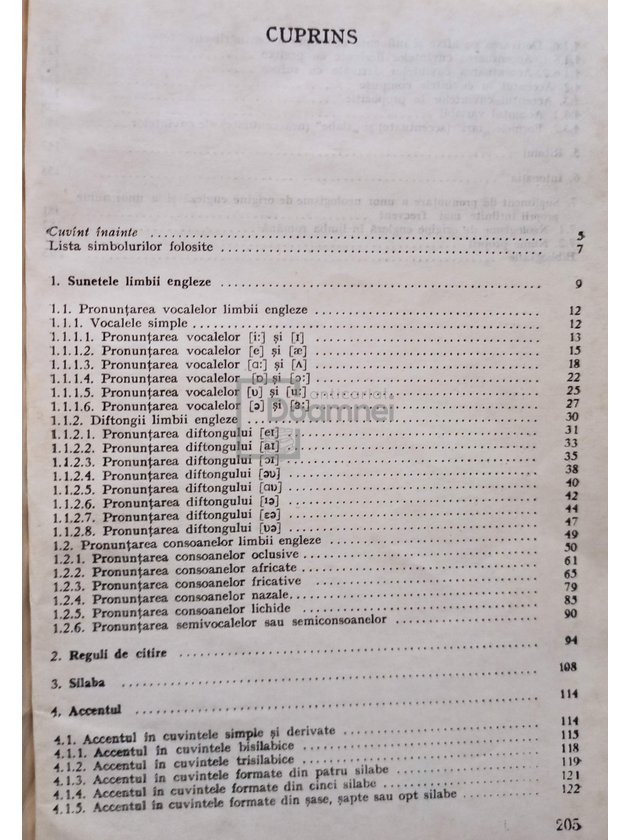 CUPRINS
Cuvînt înainte 5
Lista simbolurilor folosite 7
1. Sunetele limbii engleze 9
1.1. Pronunțarea vocalelor limbii engleze 12
1.1.1. Vocalele simple 12
1.1.1.1. Pronunțarea vocalelor [i:] și [ɪ] 13
1.1.1.2. Pronunțarea vocalelor [e] și [æ] 15
1.1.1.3. Pronunțarea vocalelor [ɑ:] și [ʌ] 18
1.1.1.4. Pronunțarea vocalelor [ɒ] și [ɔ:] 22
1.1.1.5. Pronunțarea vocalelor [ʊ] și [u:] 25
1.1.1.6. Pronunțarea vocalelor [ə] și [ɜ:] 27
anticariat
Doamnei
1.1.2. Diftongii limbii engleze 30
1.1.2.1. Pronunțarea diftongului [eɪ] 31
1.1.2.2. Pronunțarea diftongului [aɪ] 33
1.1.2.3. Pronunțarea diftongului [ɔɪ] 35
1.1.2.4. Pronunțarea diftongului [əʊ] 38
1.1.2.5. Pronunțarea diftongului [ɑʊ] 40
1.1.2.6. Pronunțarea diftongului [ɪə] 42
1.1.2.7. Pronunțarea diftongului [ɛə] 44
1.1.2.8. Pronunțarea diftongului [ʊə] 47
1.2. Pronunțarea consoanelor limbii engleze 49
1.2.1. Pronunțarea consoanelor oclusive 50
1.2.2. Pronunțarea consoanelor africate 61
1.2.3. Pronunțarea consoanelor fricative 65
1.2.4. Pronunțarea consoanelor nazale 79
1.2.5. Pronunțarea consoanelor lichide 85
1.2.6. Pronunțarea semivocalelor sau semiconsoanelor 90
2. Reguli de citire 94
3. Silaba 108
4. Accentul 114
4.1. Accentul în cuvintele simple și derivate 114
4.1.1. Accentul în cuvintele bisilabice 115
4.1.2. Accentul în cuvintele trisilabice 118
4.1.3. Accentul în cuvintele formate din patru silabe 119
4.1.4. Accentul în cuvintele formate din cinci silabe 121
4.1.5. Accentul în cuvintele formate din șase, șapte sau opt silabe 122
205